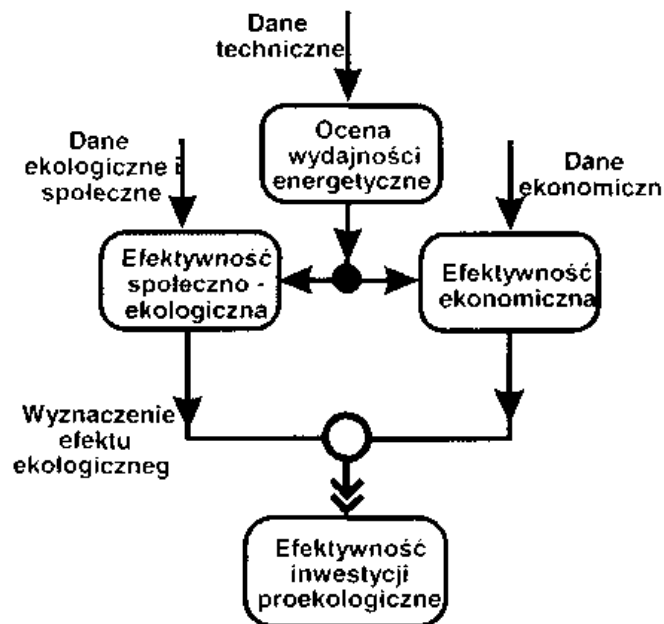 Dane
techniczne
Ocena
wydajności
energetyczne
Dane
ekologiczne i
społeczne
Dane
ekonomiczn
Efektywność
społeczno -
ekologiczna
Efektywność
ekonomiczna
Wyznaczenie
efektu
ekologiczneg
Efektywność
inwestycji
proekologiczne